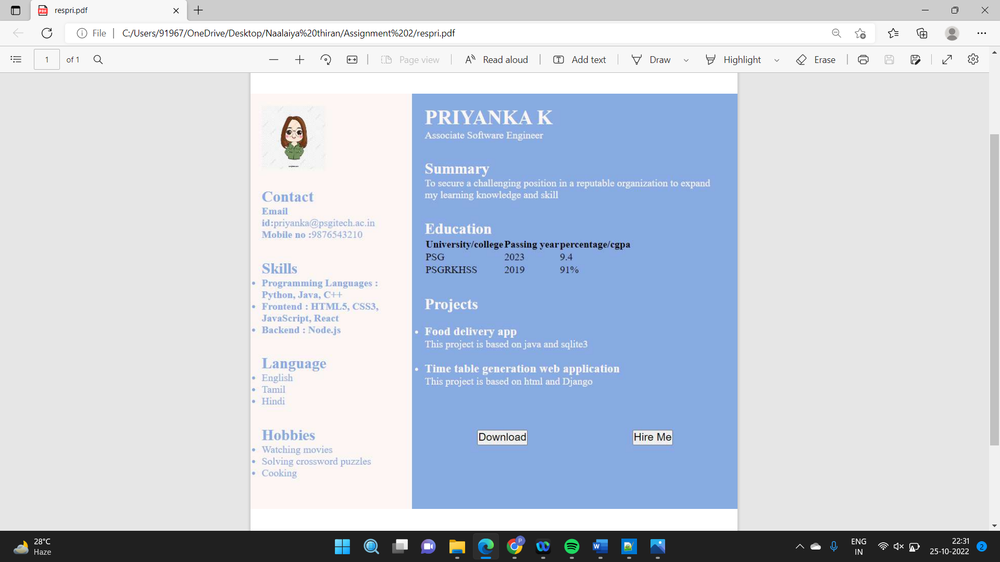 respri.pdf
File
C:/Users/91967/OneDrive/Desktop/Naalaiya%20thiran/Assignment%202/respri.pdf
1 of 1
Page view
Read aloud
Add text
Draw
Highlight
Erase
Contact
Email
id:priyanka@psgitech.ac.in
Mobile no :9876543210
Skills
• Programming Languages :
Python, Java, C++
• Frontend : HTML5, CSS3,
JavaScript, React
• Backend : Node.js
Language
• English
• Tamil
• Hindi
Hobbies
• Watching movies
• Solving crossword puzzles
• Cooking
PRIYANKA K
Associate Software Engineer
Summary
To secure a challenging position in a reputable organization to expand
my learning knowledge and skill
Education
University/college Passing year percentage/cgpa
PSG 2023 9.4
PSGRKHSS 2019 91%
Projects
• Food delivery app
This project is based on java and sqlite3
• Time table generation web application
This project is based on html and Django
Download Hire Me
28°C
Haze
ENG
IN
22:31
25-10-2022
2